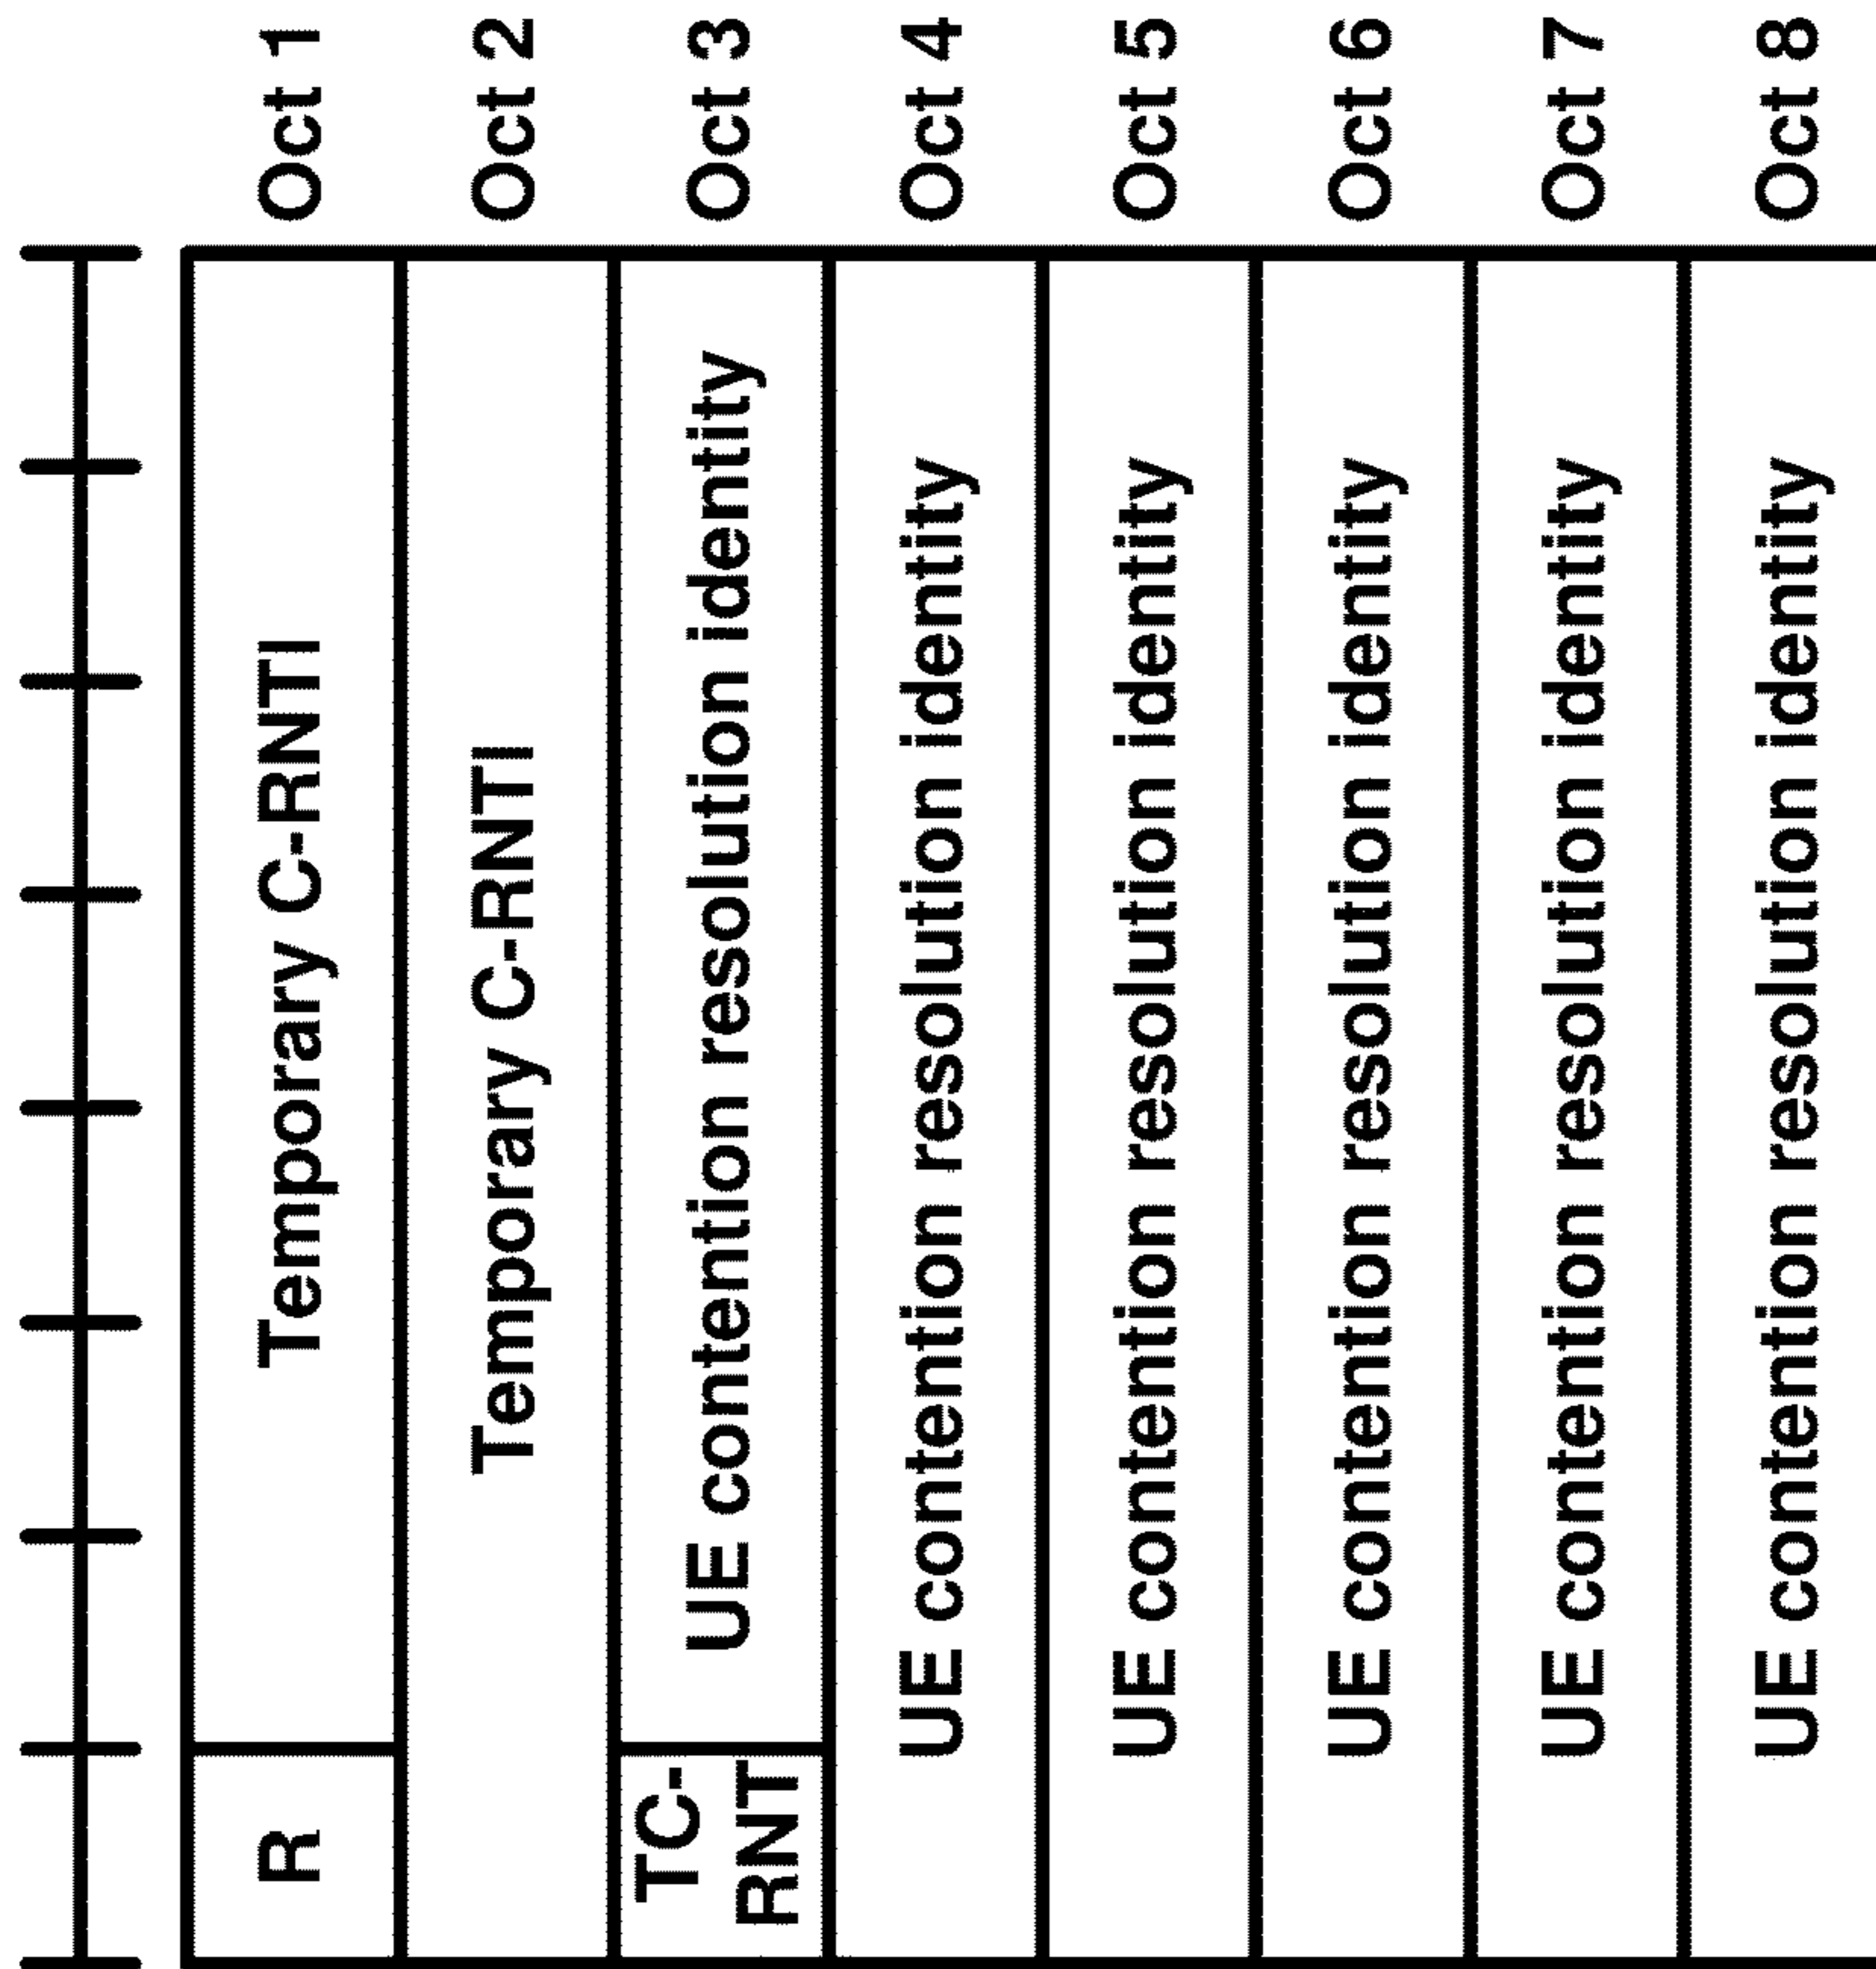 R Temporary C-RNTI Oct 1
Temporary C-RNTI Oct 2
TC-
RNT UE contention resolution identity Oct 3
UE contention resolution identity Oct 4
UE contention resolution identity Oct 5
UE contention resolution identity Oct 6
UE contention resolution identity Oct 7
UE contention resolution identity Oct 8